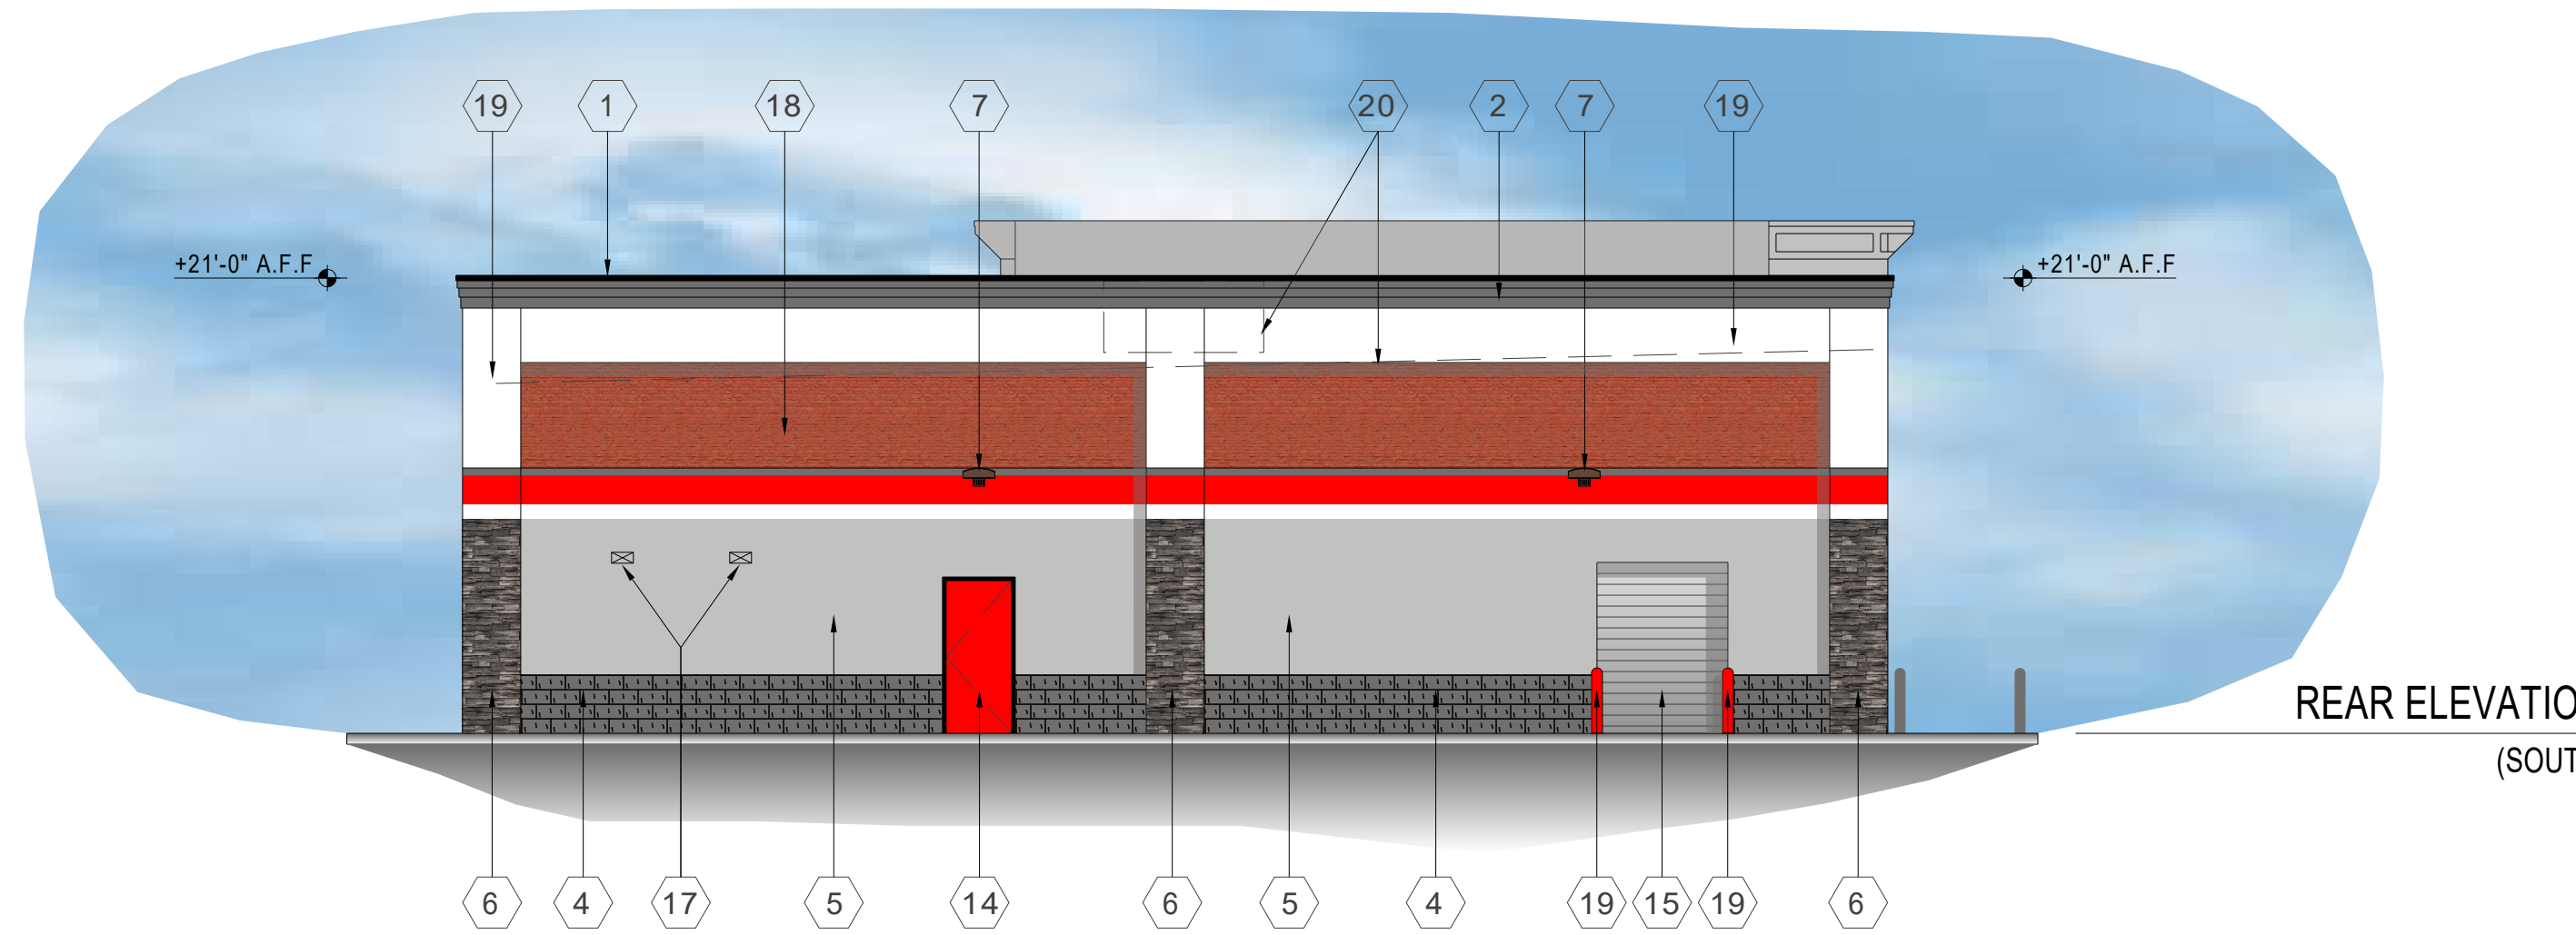 19 1 18 7 20 2 7 19
+21'-0" A.F.F
+21'-0" A.F.F
REAR ELEVATIO
(SOUT
6 4 17 5 14 6 5 4 19 15 19 6